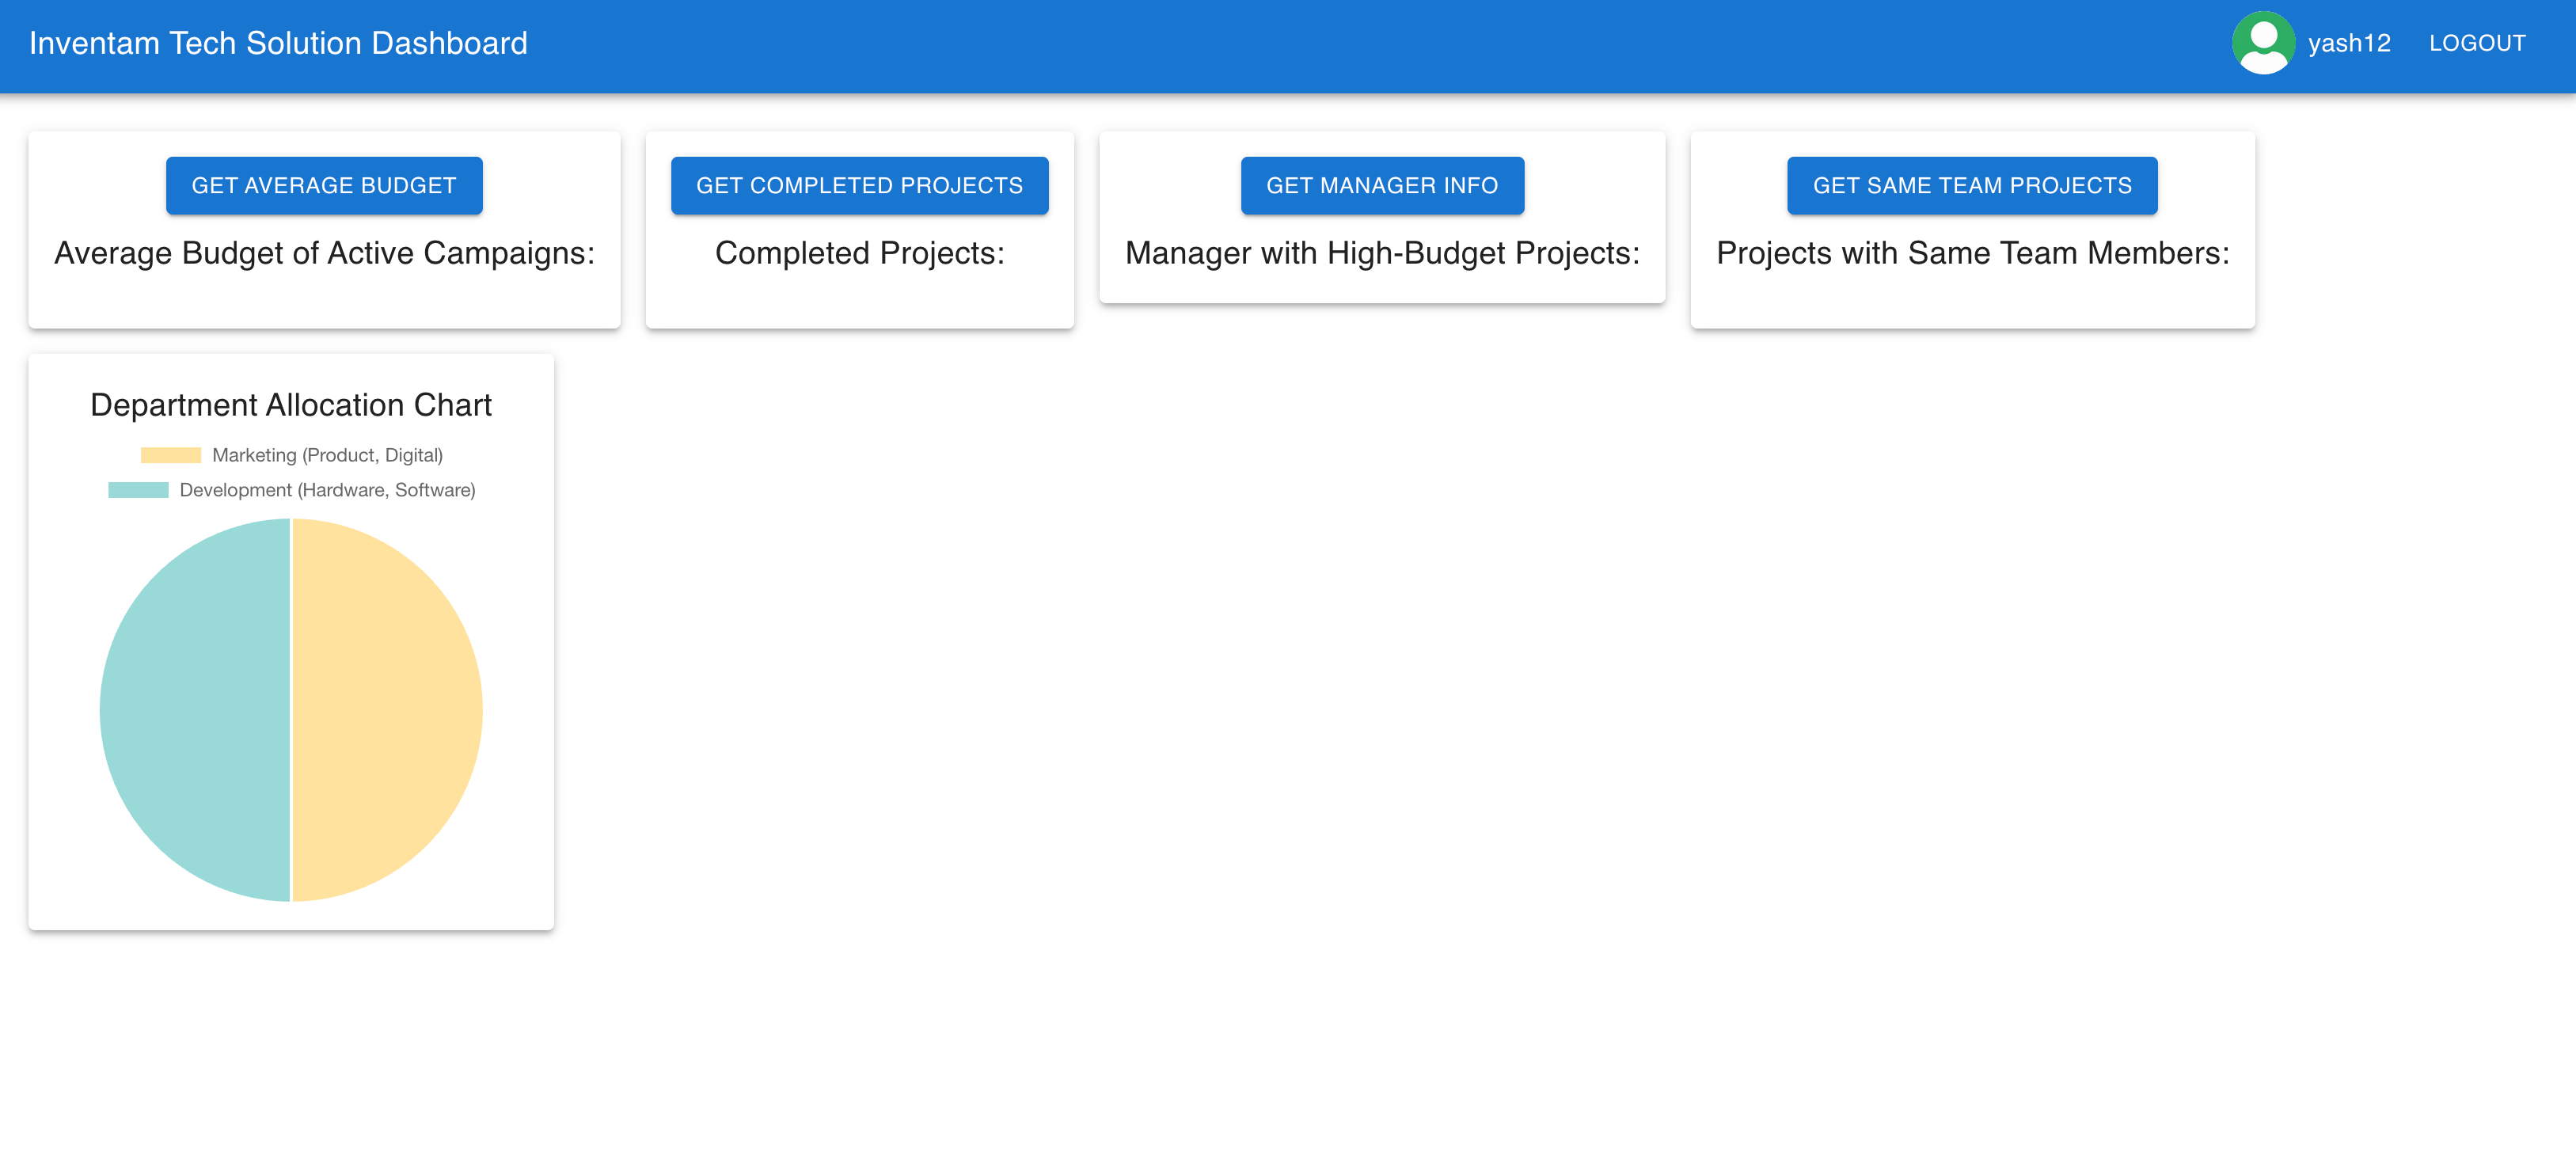 Inventam Tech Solution Dashboard
yash12
LOGOUT
GET AVERAGE BUDGET
Average Budget of Active Campaigns:
GET COMPLETED PROJECTS
Completed Projects:
GET MANAGER INFO
Manager with High-Budget Projects:
GET SAME TEAM PROJECTS
Projects with Same Team Members:
Department Allocation Chart
Marketing (Product, Digital)
Development (Hardware, Software)